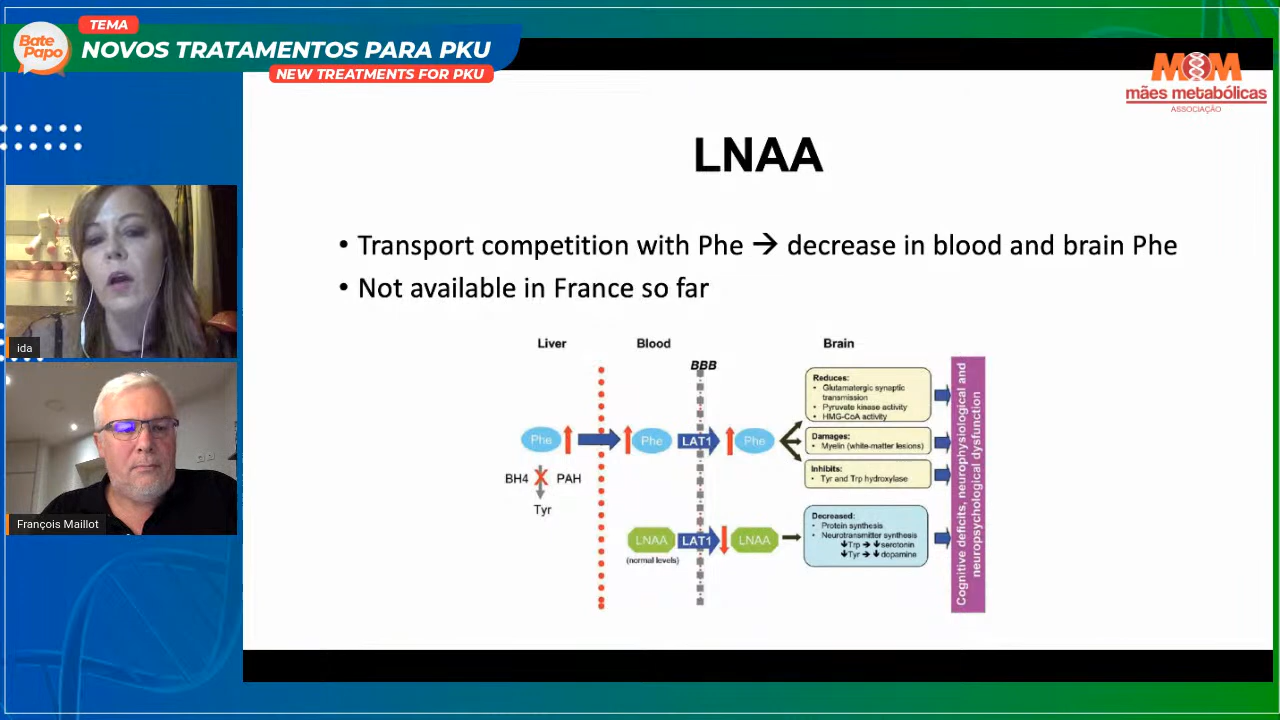 TEMA
Bate
Papo
NOVOS TRATAMENTOS PARA PKU
NEW TREATMENTS FOR PKU
MÃM
mães metabólicas
ASSOCIAÇÃO
LNAA
• Transport competition with Phe → decrease in blood and brain Phe
• Not available in France so far
Liver
Blood
BBB
Brain
Phe
Phe
LAT1
Phe
BH4
PAH
Tyr
Reduces:
• Glutamatergic synaptic
transmission
• Pyruvate kinase activity
• HMG-CoA activity
Damages:
• Myelin (white-matter lesions)
Inhibits:
• Tyr and Trp hydroxylase
LNAA
(normal levels)
LAT1
LNAA
Decreased:
• Protein synthesis
• Neurotransmitter synthesis
↓Trp → ↓serotonin
↓Tyr → ↓dopamine
Cognitive deficits, neurophysiological and
neuropsychological dysfunction
ida
François Maillot